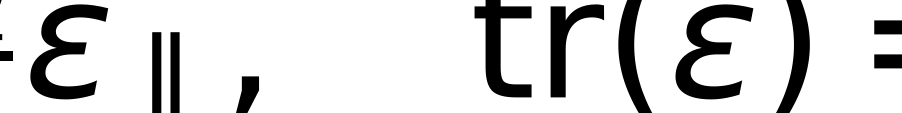 ε∥, tr(ε) =